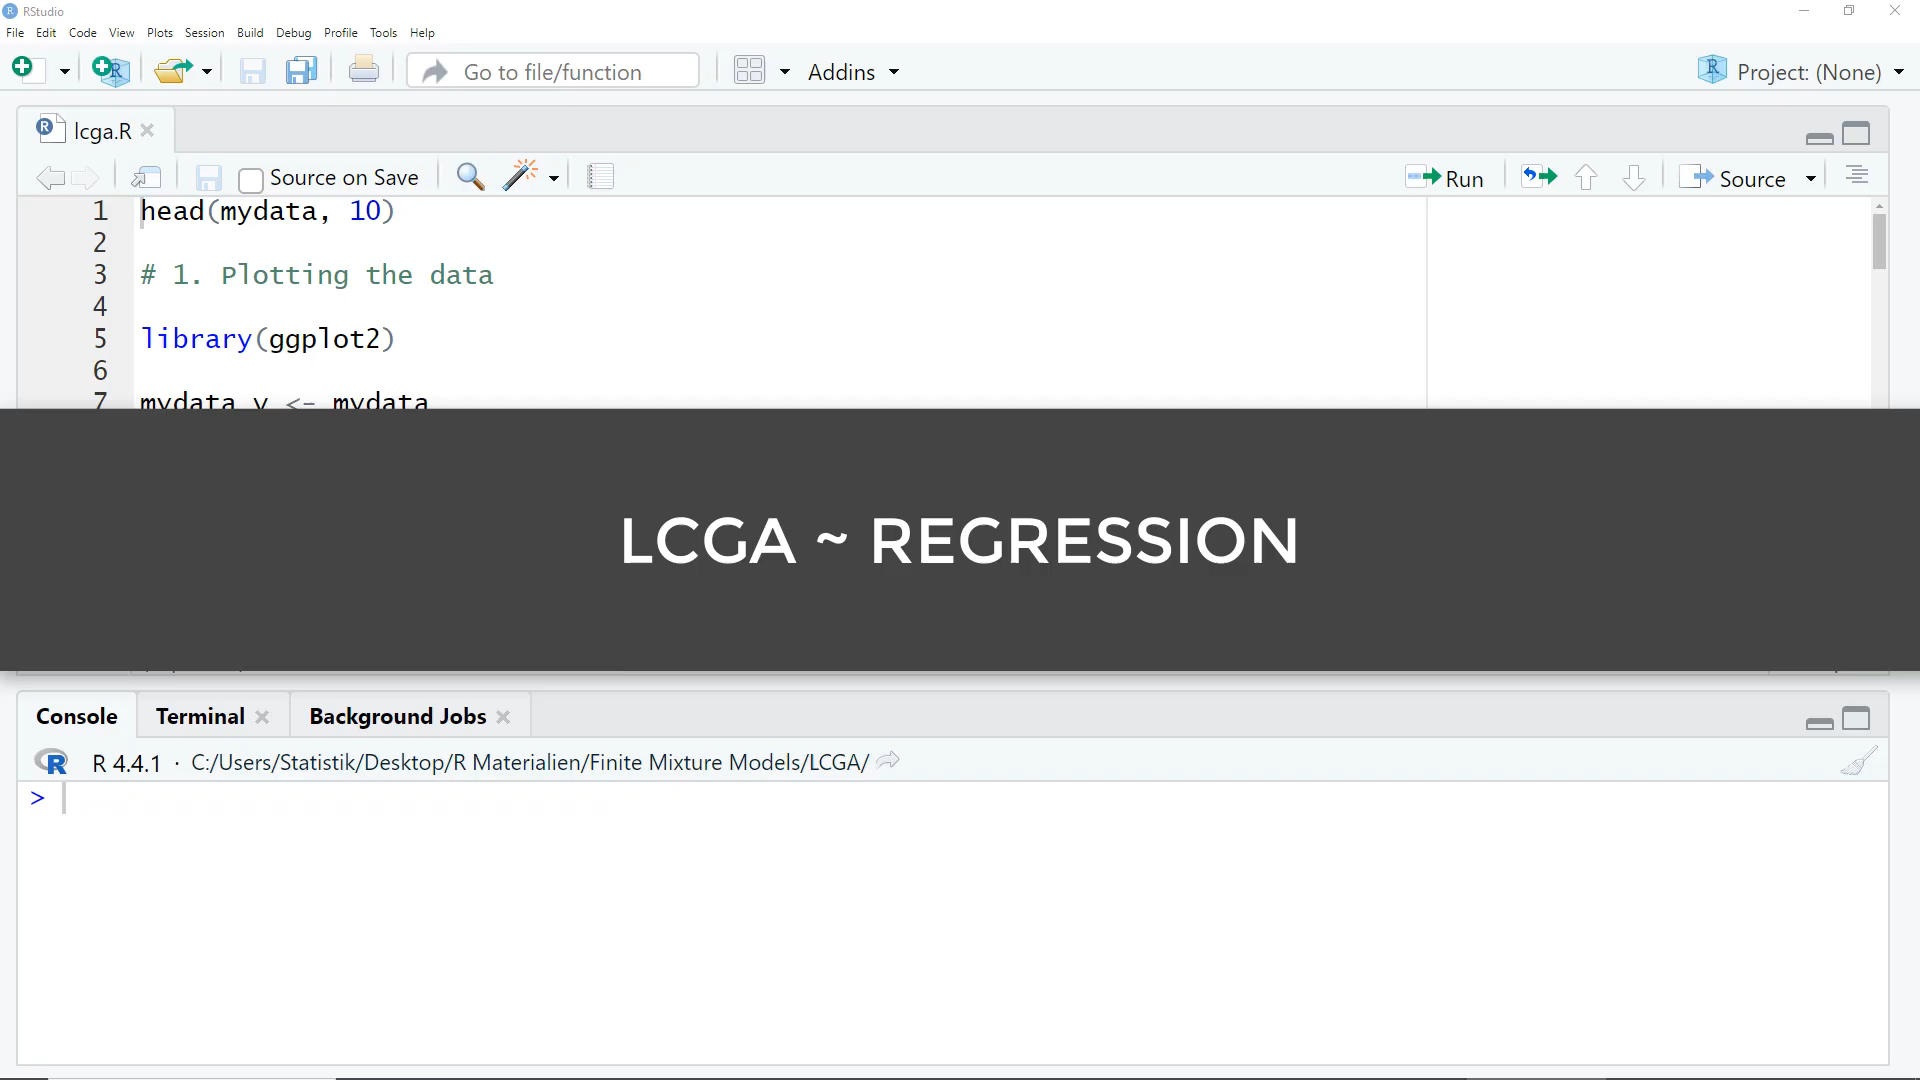 RStudio
File Edit Code View Plots Session Build Debug Profile Tools Help
Go to file/function Addins Project: (None)
lcga.R
Source on Save Run Source
1 head(mydata, 10)
2
3 # 1. Plotting the data
4
5 library(ggplot2)
6
7 mydata_v <- mydata
LCGA ~ REGRESSION
Console Terminal Background Jobs
R 4.4.1 · C:/Users/Statistik/Desktop/R Materialien/Finite Mixture Models/LCGA/
>